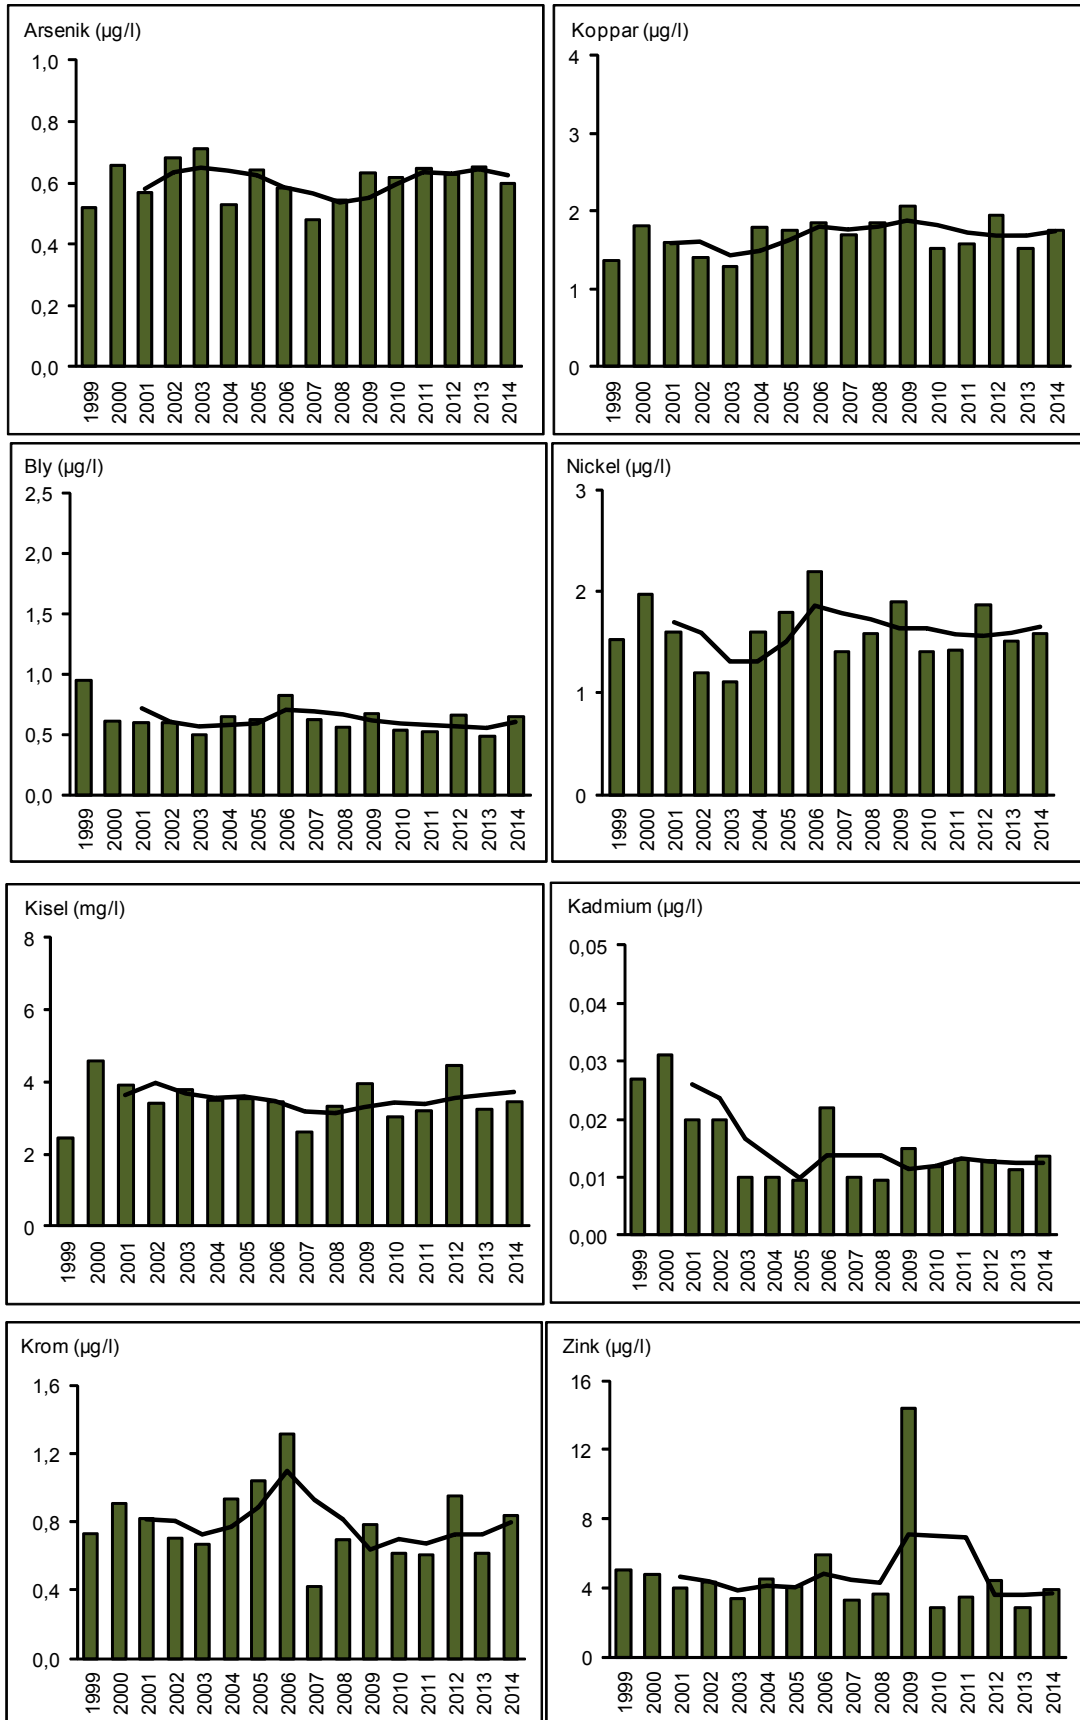 Arsenik (µg/l)
1,0
0,8
0,6
0,4
0,2
0,0
1999 2000 2001 2002 2003 2004 2005 2006 2007 2008 2009 2010 2011 2012 2013 2014
Koppar (µg/l)
4
3
2
1
0
1999 2000 2001 2002 2003 2004 2005 2006 2007 2008 2009 2010 2011 2012 2013 2014
Bly (µg/l)
2,5
2,0
1,5
1,0
0,5
0,0
1999 2000 2001 2002 2003 2004 2005 2006 2007 2008 2009 2010 2011 2012 2013 2014
Nickel (µg/l)
3
2
1
0
1999 2000 2001 2002 2003 2004 2005 2006 2007 2008 2009 2010 2011 2012 2013 2014
Kisel (mg/l)
8
6
4
2
0
1999 2000 2001 2002 2003 2004 2005 2006 2007 2008 2009 2010 2011 2012 2013 2014
Kadmium (µg/l)
0,05
0,04
0,03
0,02
0,01
0,00
1999 2000 2001 2002 2003 2004 2005 2006 2007 2008 2009 2010 2011 2012 2013 2014
Krom (µg/l)
1,6
1,2
0,8
0,4
0,0
1999 2000 2001 2002 2003 2004 2005 2006 2007 2008 2009 2010 2011 2012 2013 2014
Zink (µg/l)
16
12
8
4
0
1999 2000 2001 2002 2003 2004 2005 2006 2007 2008 2009 2010 2011 2012 2013 2014